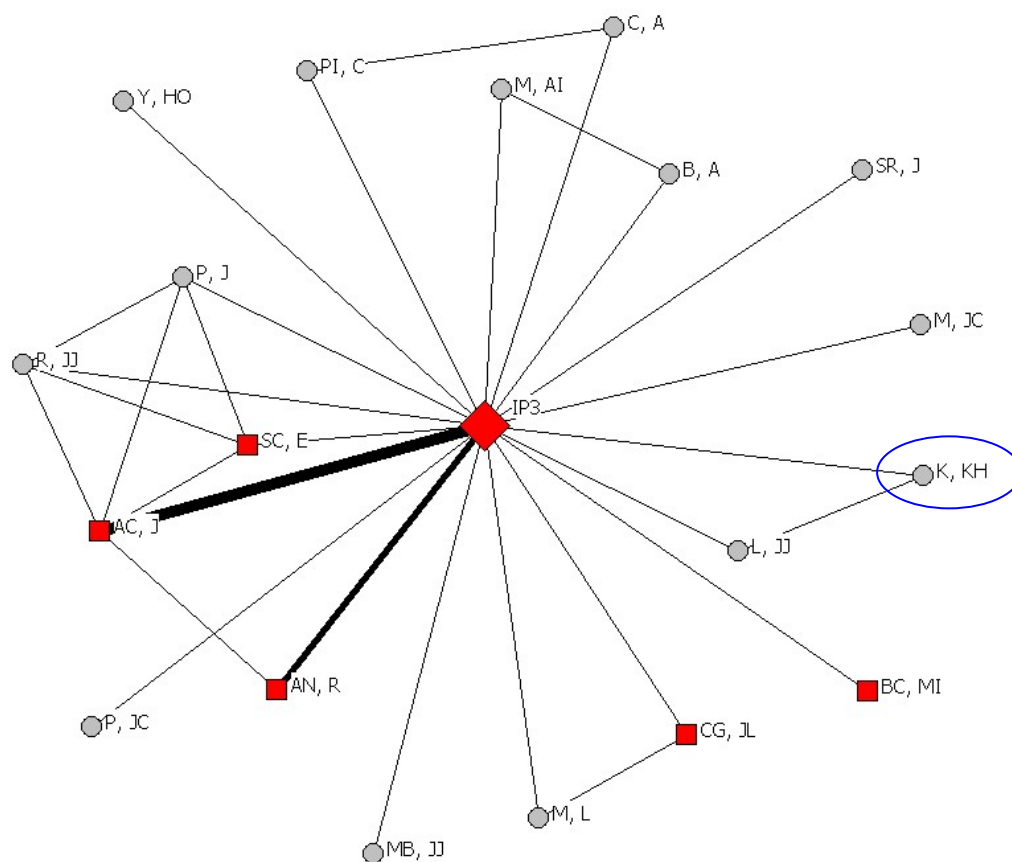 C, A
PI, C
M, AI
Y, HO
B, A
SR, J
P, J
M, JC
R, JJ
IP3
SC, E
K, KH
AC, J
L, JJ
AN, R
BC, MI
P, JC
CG, JL
M, L
MB, JJ